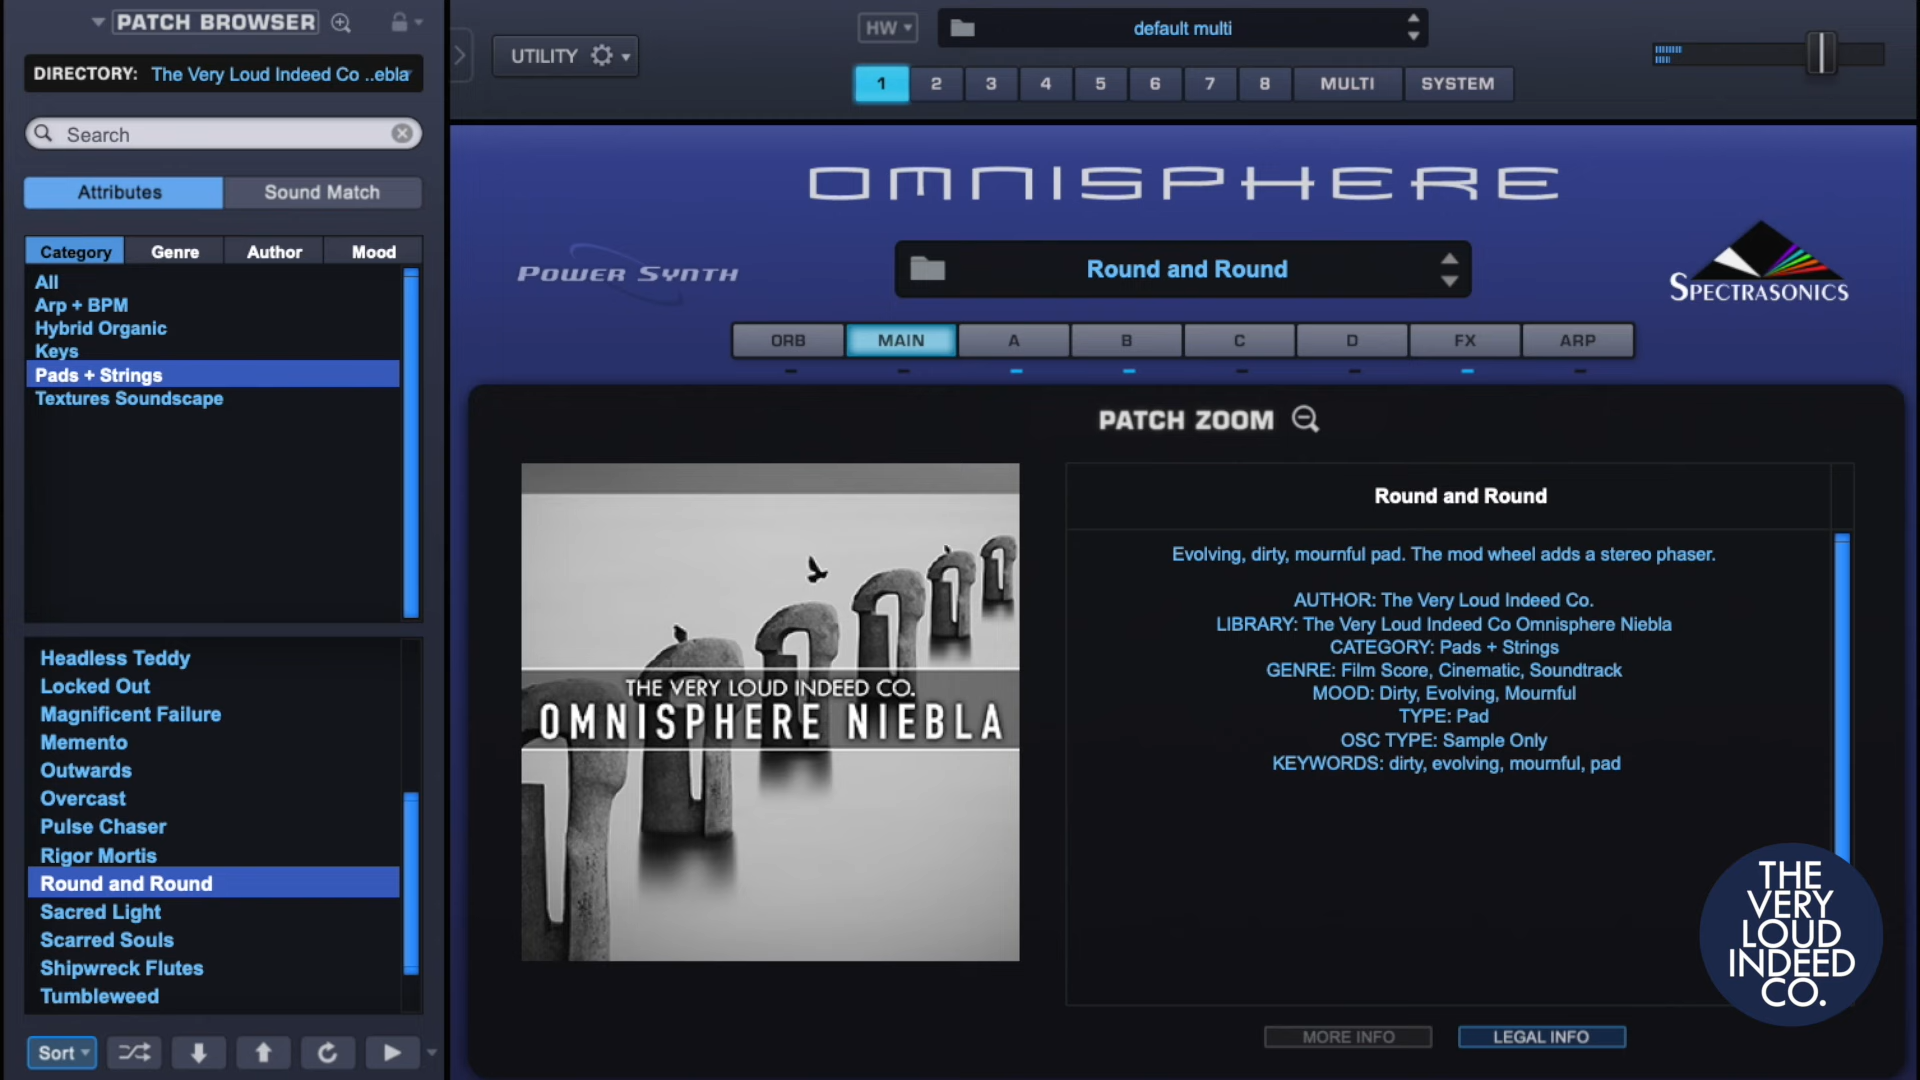 PATCH BROWSER
DIRECTORY: The Very Loud Indeed Co ..ebla
Search
Attributes
Sound Match
Category
Genre
Author
Mood
All
Arp + BPM
Hybrid Organic
Keys
Pads + Strings
Textures Soundscape
Headless Teddy
Locked Out
Magnificent Failure
Memento
Outwards
Overcast
Pulse Chaser
Rigor Mortis
Round and Round
Sacred Light
Scarred Souls
Shipwreck Flutes
Tumbleweed
Sort
UTILITY
HW
default multi
1
2
3
4
5
6
7
8
MULTI
SYSTEM
OMNISPHERE
POWER SYNTH
Round and Round
SPECTRASONICS
ORB
MAIN
A
B
C
D
FX
ARP
PATCH ZOOM
THE VERY LOUD INDEED CO.
OMNISPHERE NIEBLA
Round and Round
Evolving, dirty, mournful pad. The mod wheel adds a stereo phaser.
AUTHOR: The Very Loud Indeed Co.
LIBRARY: The Very Loud Indeed Co Omnisphere Niebla
CATEGORY: Pads + Strings
GENRE: Film Score, Cinematic, Soundtrack
MOOD: Dirty, Evolving, Mournful
TYPE: Pad
OSC TYPE: Sample Only
KEYWORDS: dirty, evolving, mournful, pad
MORE INFO
LEGAL INFO
THE
VERY
LOUD
INDEED
CO.